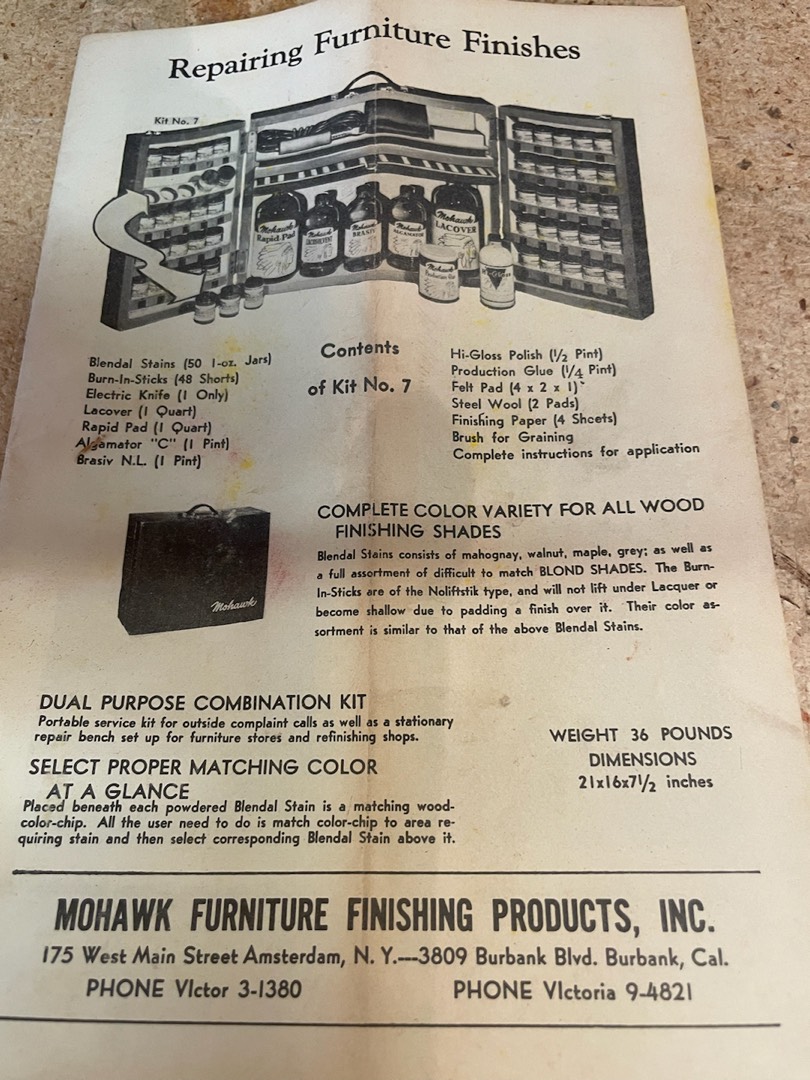 Repairing Furniture Finishes
Kit No. 7
Mohawk
Rapid-Pad
Mohawk
Mohawk
BRASIV
Mohawk
Mohawk
LACOVER
Mohawk
Contents
of Kit No. 7
Blendal Stains (50 1-oz. Jars)
Burn-In-Sticks (48 Shorts)
Electric Knife (1 Only)
Lacover (1 Quart)
Rapid Pad (1 Quart)
Algamator "C" (1 Pint)
Brasiv N.L. (1 Pint)
Hi-Gloss Polish (1/2 Pint)
Production Glue (1/4 Pint)
Felt Pad (4 x 2 x 1)
Steel Wool (2 Pads)
Finishing Paper (4 Sheets)
Brush for Graining
Complete instructions for application
Mohawk
COMPLETE COLOR VARIETY FOR ALL WOOD
FINISHING SHADES
Blendal Stains consists of mahognay, walnut, maple, grey; as well as
a full assortment of difficult to match BLOND SHADES. The Burn-
In-Sticks are of the Noliftstik type, and will not lift under Lacquer or
become shallow due to padding a finish over it. Their color as-
sortment is similar to that of the above Blendal Stains.
DUAL PURPOSE COMBINATION KIT
Portable service kit for outside complaint calls as well as a stationary
repair bench set up for furniture stores and refinishing shops.
SELECT PROPER MATCHING COLOR
AT A GLANCE
Placed beneath each powdered Blendal Stain is a matching wood-
color-chip. All the user need to do is match color-chip to area re-
quiring stain and then select corresponding Blendal Stain above it.
WEIGHT 36 POUNDS
DIMENSIONS
21x16x7 1/2 inches
MOHAWK FURNITURE FINISHING PRODUCTS, INC.
175 West Main Street Amsterdam, N. Y.---3809 Burbank Blvd. Burbank, Cal.
PHONE VIctor 3-1380
PHONE VIctoria 9-4821